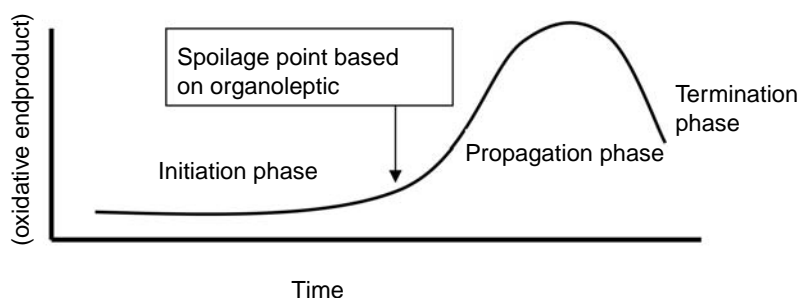 (oxidative endproduct)
Spoilage point based
on organoleptic
Termination
phase
Propagation phase
Initiation phase
Time